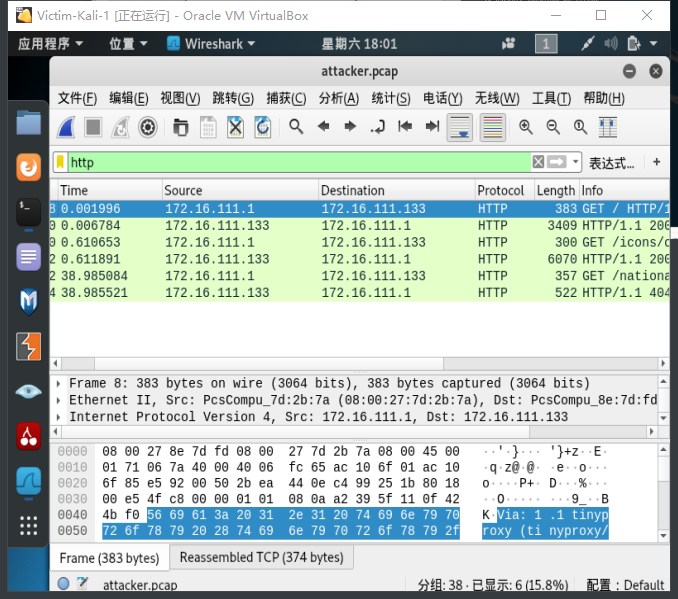 Victim-Kali-1 [正在运行] - Oracle VM VirtualBox
应用程序 位置 Wireshark 星期六 18:01 1
attacker.pcap
文件(F) 编辑(E) 视图(V) 跳转(G) 捕获(C) 分析(A) 统计(S) 电话(Y) 无线(W) 工具(T) 帮助(H)
http 表达式… +
Time Source Destination Protocol Length Info
8 0.001996 172.16.111.1 172.16.111.133 HTTP 383 GET / HTTP/1
0 0.006784 172.16.111.133 172.16.111.1 HTTP 3409 HTTP/1.1 200
0 0.610653 172.16.111.1 172.16.111.133 HTTP 300 GET /icons/o
2 0.611891 172.16.111.133 172.16.111.1 HTTP 6070 HTTP/1.1 200
2 38.985084 172.16.111.1 172.16.111.133 HTTP 357 GET /nationa
4 38.985521 172.16.111.133 172.16.111.1 HTTP 522 HTTP/1.1 404
Frame 8: 383 bytes on wire (3064 bits), 383 bytes captured (3064 bits)
Ethernet II, Src: PcsCompu_7d:2b:7a (08:00:27:7d:2b:7a), Dst: PcsCompu_8e:7d:fd
Internet Protocol Version 4, Src: 172.16.111.1, Dst: 172.16.111.133
0000 08 00 27 8e 7d fd 08 00 27 7d 2b 7a 08 00 45 00 ··'·}··· '}+z··E·
0010 01 71 06 7a 40 00 40 06 fc 65 ac 10 6f 01 ac 10 ·q·z@·@· ·e··o···
0020 6f 85 e5 92 00 50 2b ea 44 0e c4 99 25 1b 80 18 o····P+· D···%···
0030 00 e5 4f c8 00 00 01 01 08 0a a2 39 5f 11 0f 42 ··O····· ···9_··B
0040 4b f0 56 69 61 3a 20 31 2e 31 20 74 69 6e 79 70 K·Via: 1 .1 tinyp
0050 72 6f 78 79 20 28 74 69 6e 79 70 72 6f 78 79 2f roxy (ti nyproxy/
Frame (383 bytes) Reassembled TCP (374 bytes)
attacker.pcap 分组: 38 · 已显示: 6 (15.8%) 配置: Default